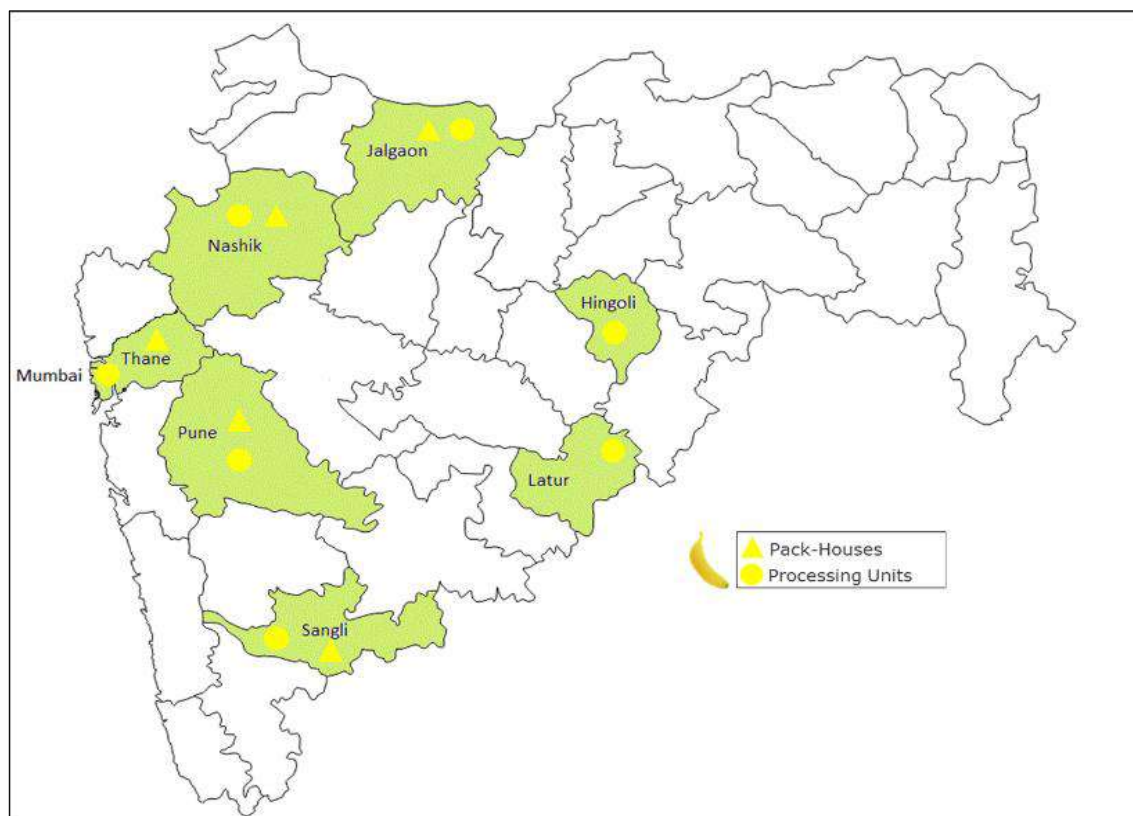 Jalgaon
Nashik
Hingoli
Thane
Mumbai
Pune
Latur
Pack-Houses
Processing Units
Sangli